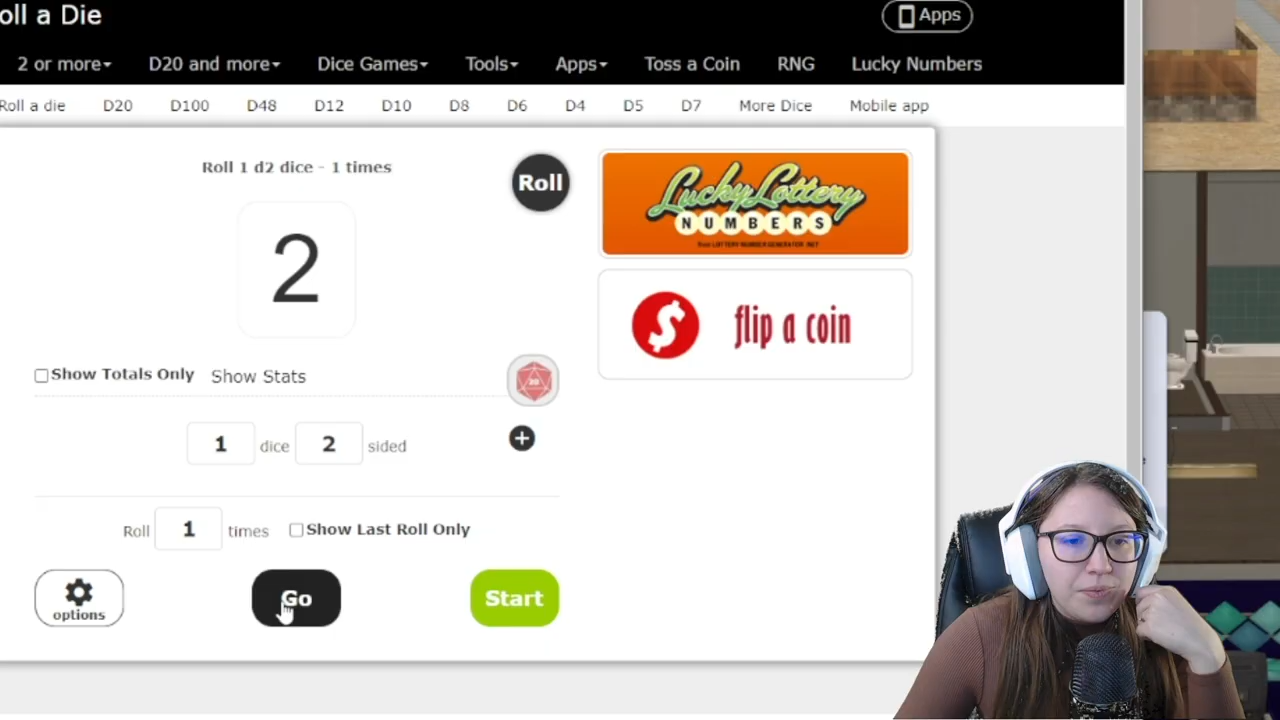 oll a Die
Apps
2 or more
D20 and more
Dice Games
Tools
Apps
Toss a Coin
RNG
Lucky Numbers
Roll a die
D20
D100
D48
D12
D10
D8
D6
D4
D5
D7
More Dice
Mobile app
Roll 1 d2 dice - 1 times
Roll
2
Lucky Lottery
NUMBERS
flip a coin
Show Totals Only
Show Stats
20
1 dice 2 sided
Roll 1 times
Show Last Roll Only
options
Go
Start